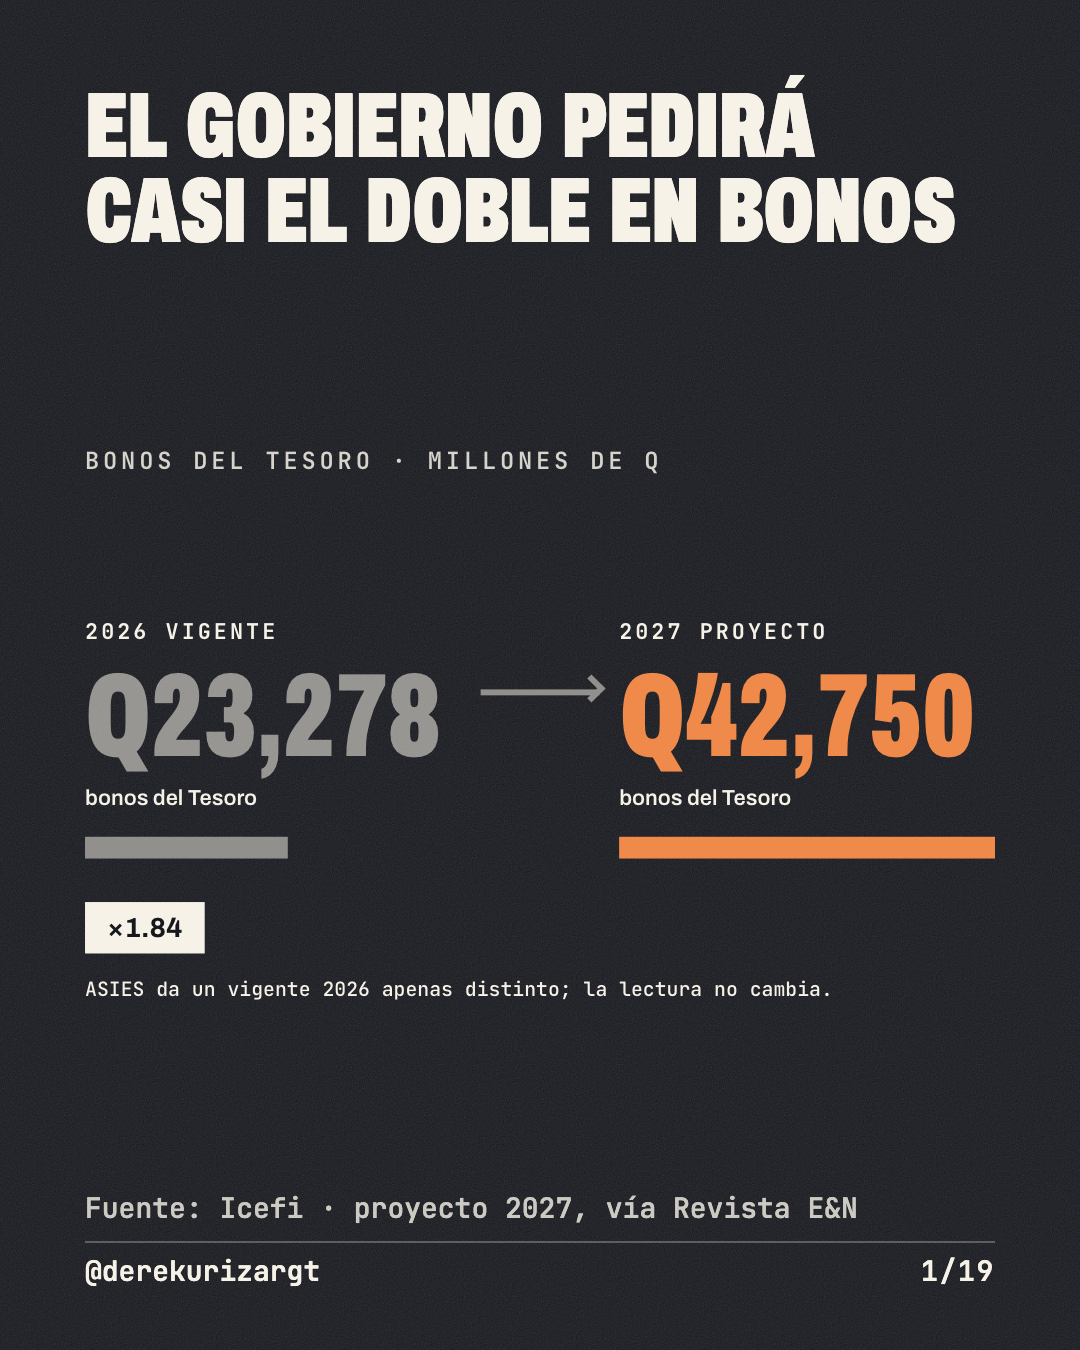 EL GOBIERNO PEDIRÁ
CASI EL DOBLE EN BONOS
BONOS DEL TESORO · MILLONES DE Q
2026 VIGENTE
Q23,278
bonos del Tesoro
2027 PROYECTO
Q42,750
bonos del Tesoro
×1.84
ASIES da un vigente 2026 apenas distinto; la lectura no cambia.
Fuente: Icefi · proyecto 2027, vía Revista E&N
@derekurizargt
1/19